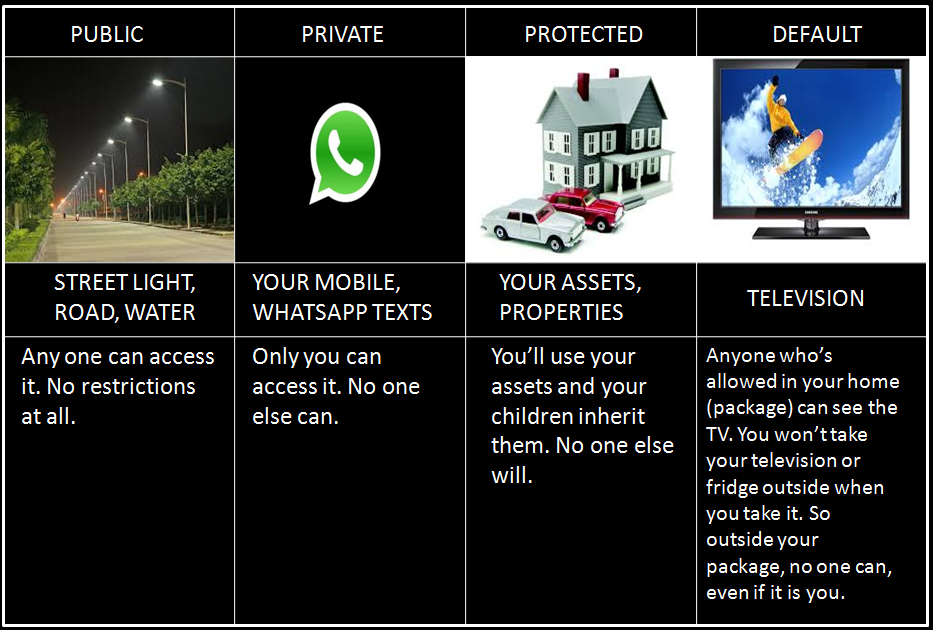 PUBLIC
PRIVATE
PROTECTED
DEFAULT
SAMSUNG
STREET LIGHT,
ROAD, WATER
YOUR MOBILE,
WHATSAPP TEXTS
YOUR ASSETS,
PROPERTIES
TELEVISION
Any one can access
it. No restrictions
at all.
Only you can
access it. No one
else can.
You'll use your
assets and your
children inherit
them. No one else
will.
Anyone who's
allowed in your home
(package) can see the
TV. You won't take
your television or
fridge outside when
you take it. So
outside your
package, no one can,
even if it is you.